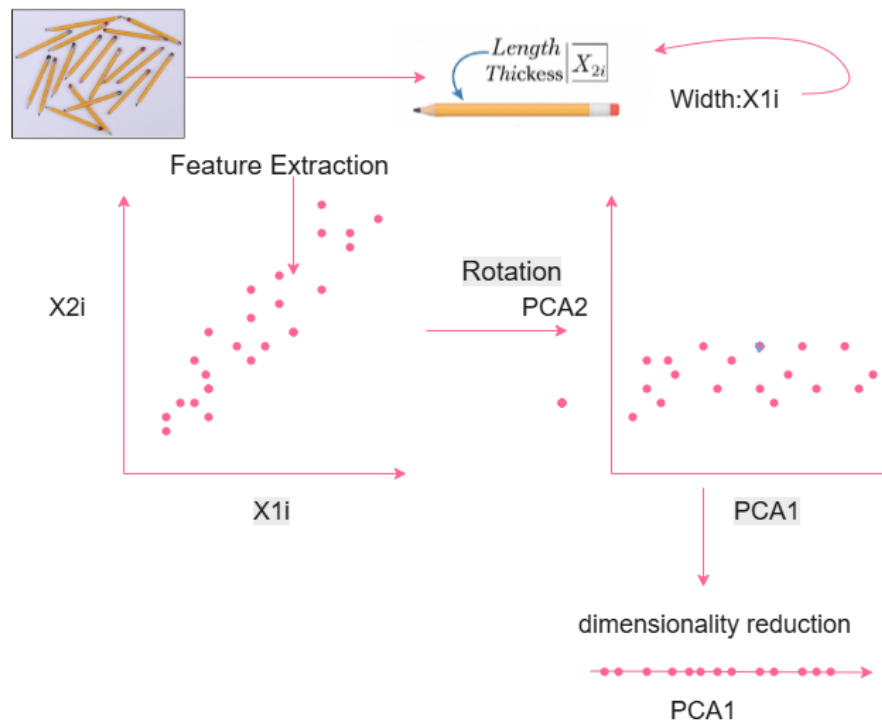 Length
Thickess X2i
Width:X1i
Feature Extraction
X2i
X1i
Rotation
PCA2
PCA1
dimensionality reduction
PCA1